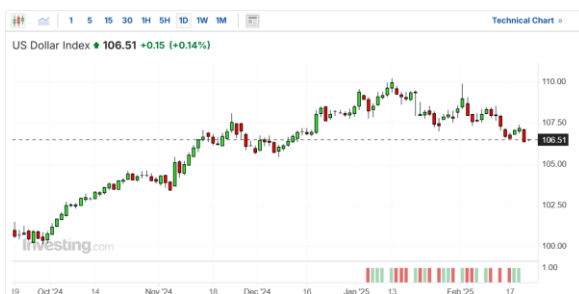 1 5 15 30 1H 5H 1D 1W 1M Technical Chart »
US Dollar Index 106.51 +0.15 (+0.14%)
110.00
107.50
106.51
105.00
102.50
100.00
Investing.com
1.00
19 Oct '24 14 Nov '24 18 Dec '24 16 Jan '25 13 Feb '25 17